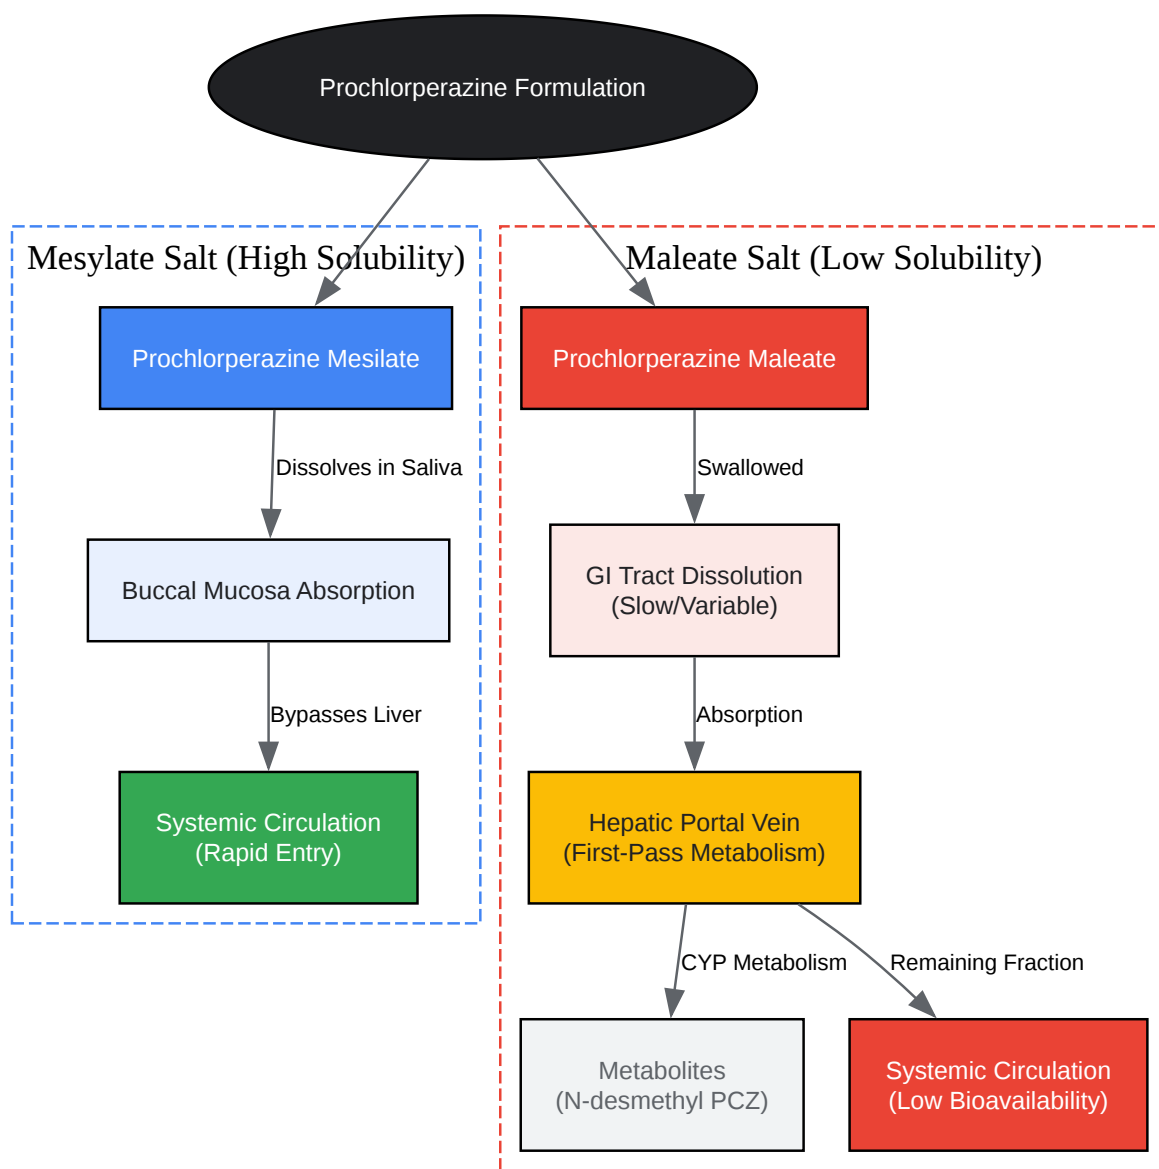 Prochlorperazine Formulation
Mesylate Salt (High Solubility)
Maleate Salt (Low Solubility)
Prochlorperazine Mesilate
Prochlorperazine Maleate
Dissolves in Saliva
Swallowed
Buccal Mucosa Absorption
GI Tract Dissolution
(Slow/Variable)
Bypasses Liver
Absorption
Systemic Circulation
(Rapid Entry)
Hepatic Portal Vein
(First-Pass Metabolism)
CYP Metabolism
Remaining Fraction
Metabolites
(N-desmethyl PCZ)
Systemic Circulation
(Low Bioavailability)